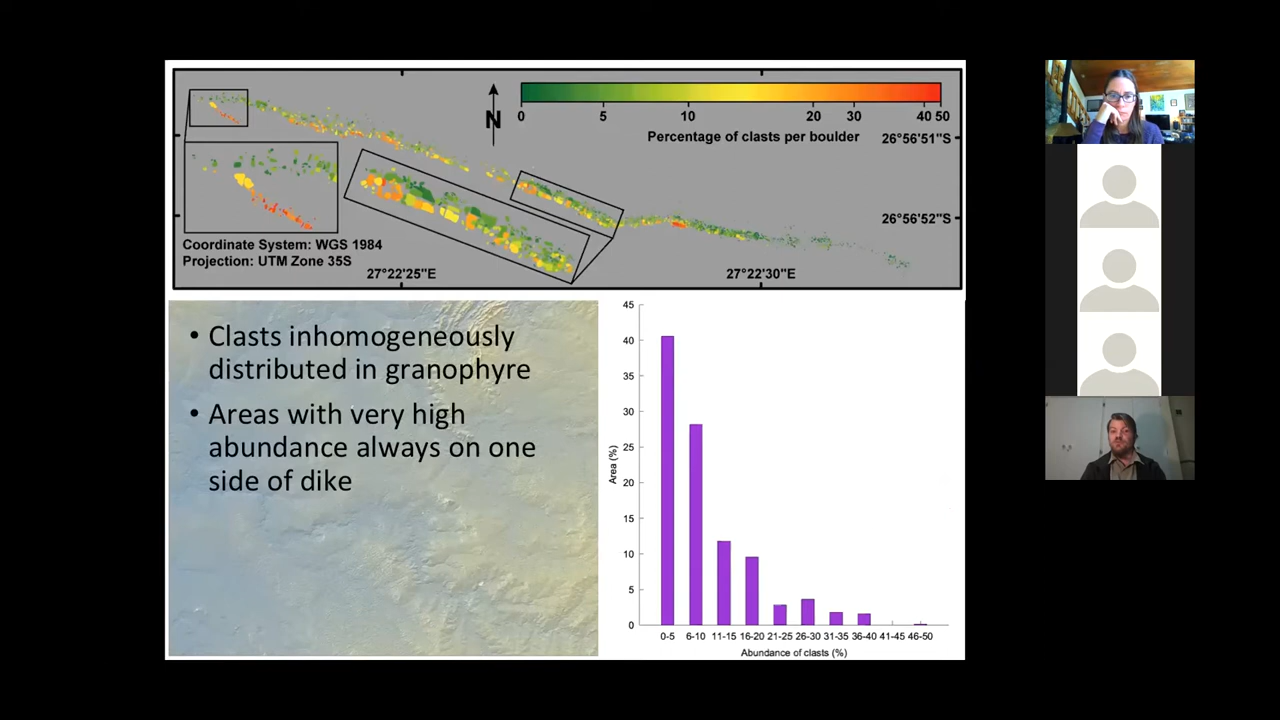 N
0 5 10 20 30 40 50
Percentage of clasts per boulder
26°56'51"S
26°56'52"S
Coordinate System: WGS 1984
Projection: UTM Zone 35S
27°22'25"E
27°22'30"E
• Clasts inhomogeneously
distributed in granophyre
• Areas with very high
abundance always on one
side of dike
45
40
35
30
25
20
15
10
5
0
Area (%)
0-5 6-10 11-15 16-20 21-25 26-30 31-35 36-40 41-45 46-50
Abundance of clasts (%)